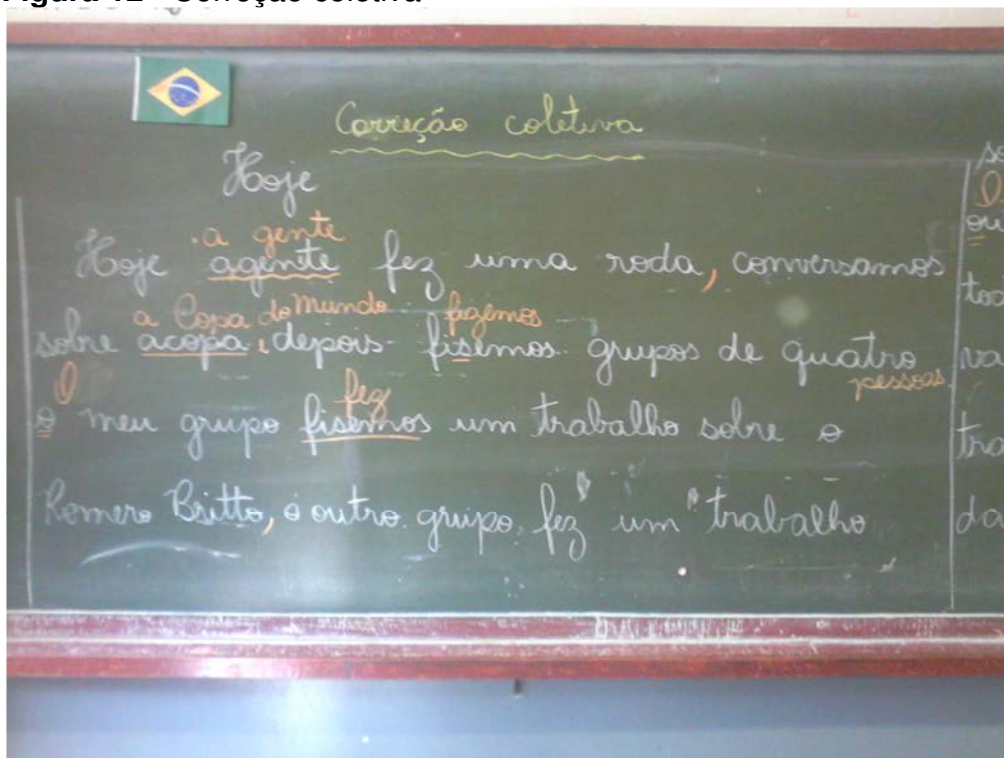 Figura 12 - Correção coletiva
Correção coletiva
Hoje
a gente
Hoje agente fez uma roda, conversamos
a Copa do Mundo fizemos
sobre acopa, depois fisemos grupos de quatro
pessoas.
O fez
o meu grupo fisemos um trabalho sobre o
Romero Britto, o outro grupo fez um trabalho